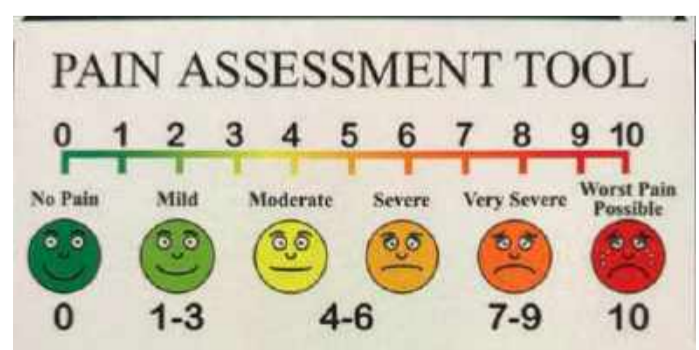 PAIN ASSESSMENT TOOL
0 1 2 3 4 5 6 7 8 9 10
No Pain Mild Moderate Severe Very Severe Worst Pain
Possible
0 1-3 4-6 7-9 10